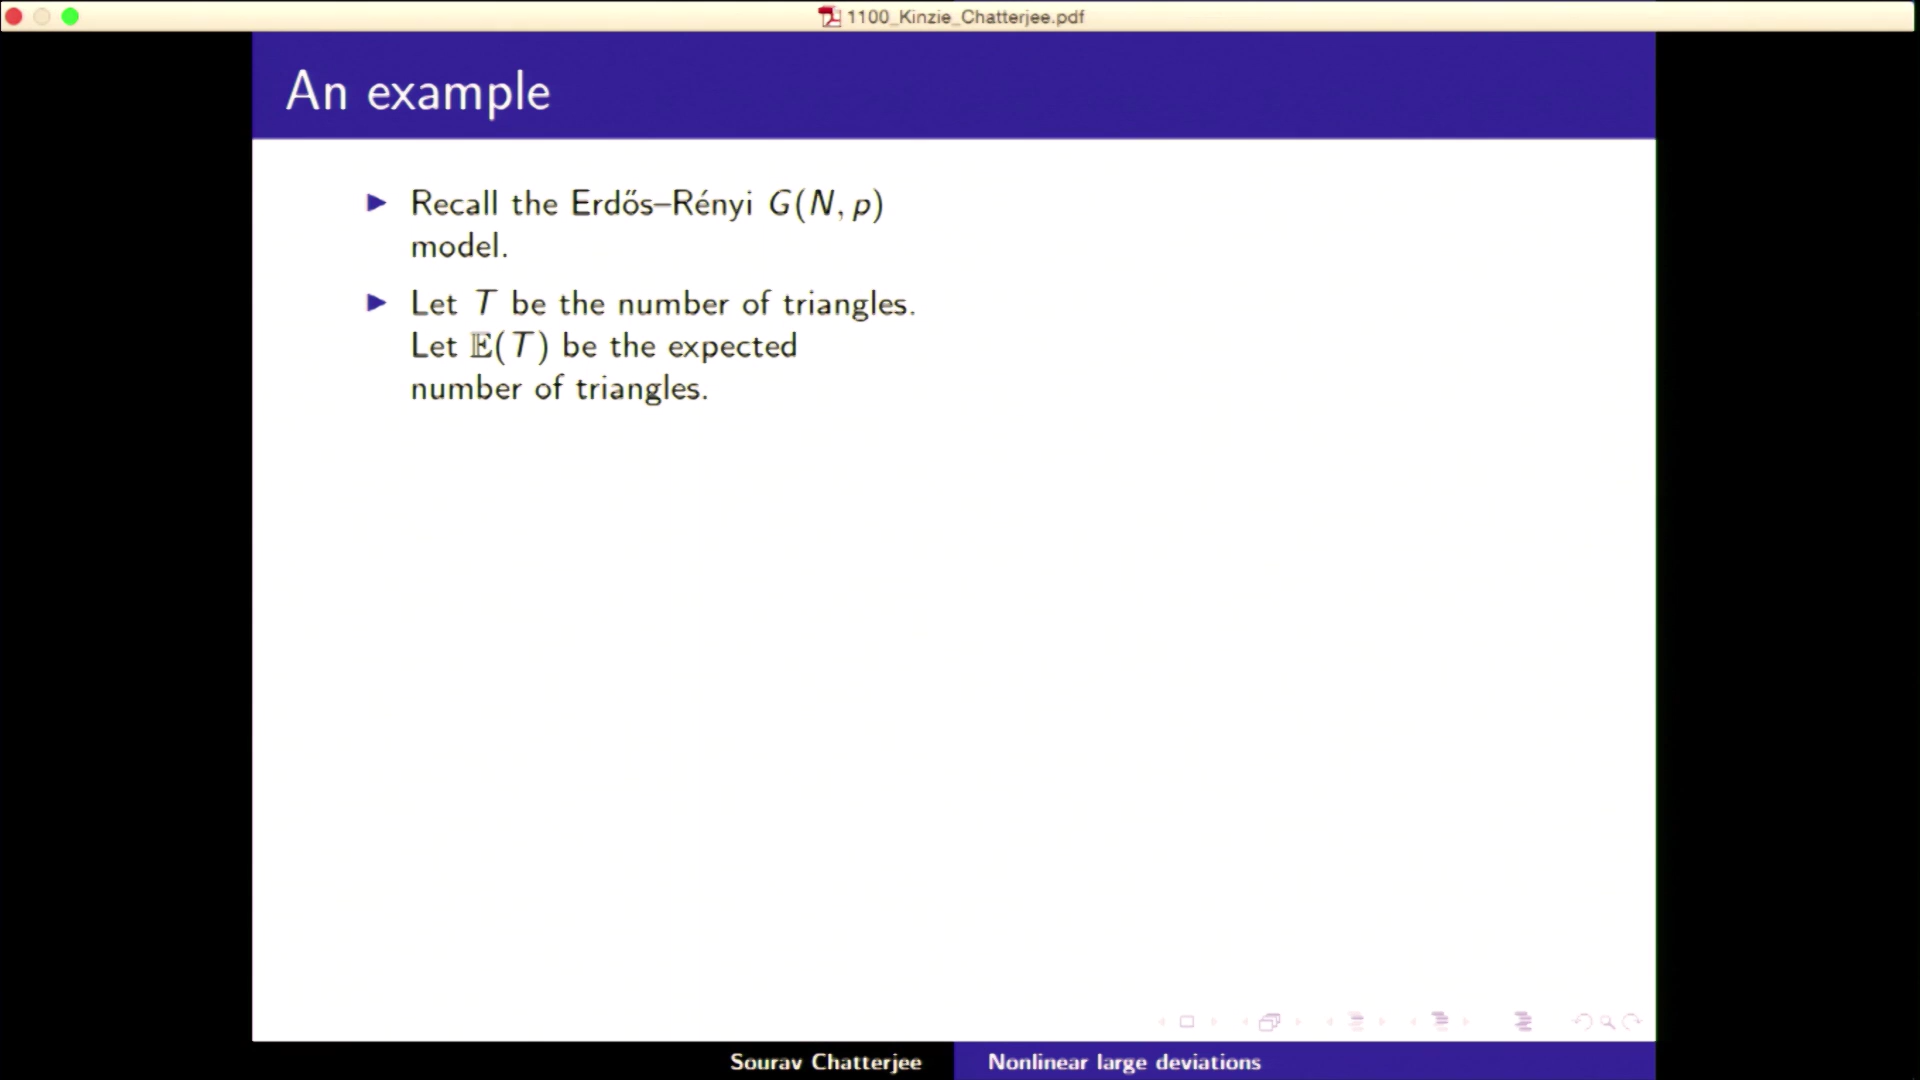 1100_Kinzie_Chatterjee.pdf
An example
Recall the Erdős–Rényi G(N, p)
model.
Let T be the number of triangles.
Let 𝔼(T) be the expected
number of triangles.
Sourav Chatterjee
Nonlinear large deviations